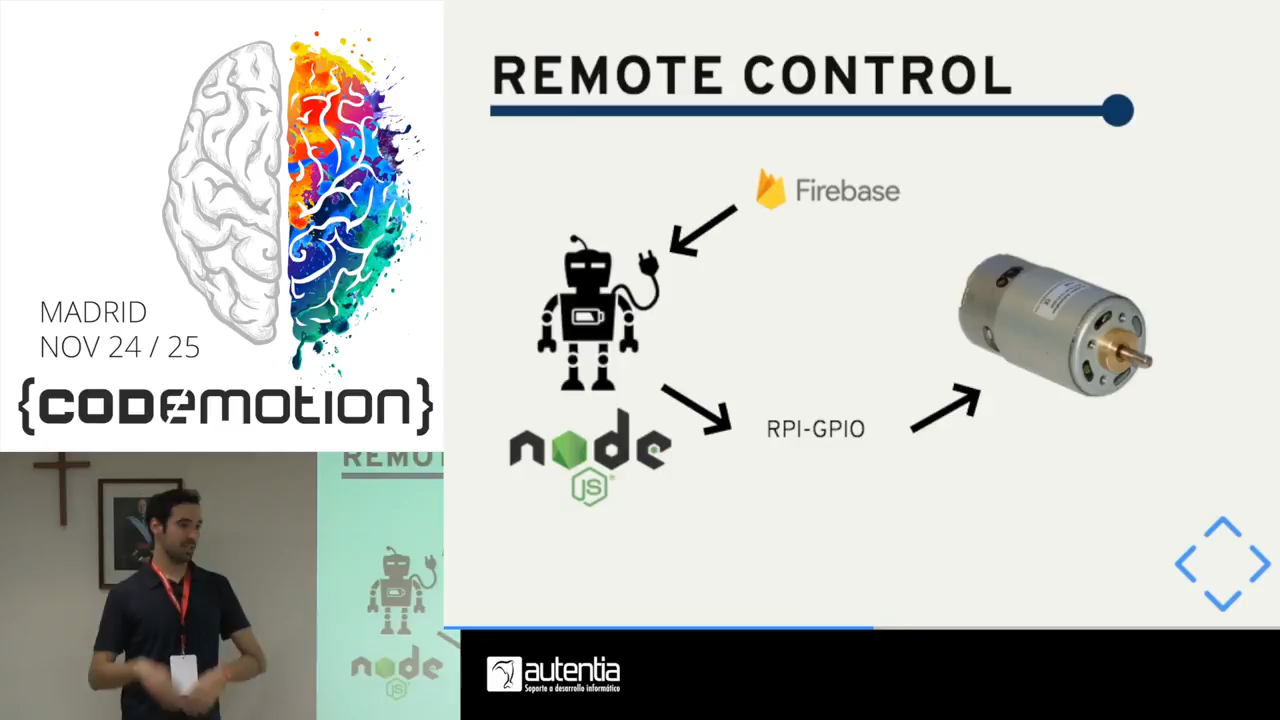 REMOTE CONTROL
Firebase
RPI-GPIO
node
JS
MADRID
NOV 24 / 25
{CODEMOTION}
REMOT
node
JS
autentia
Soporte a desarrollo informático